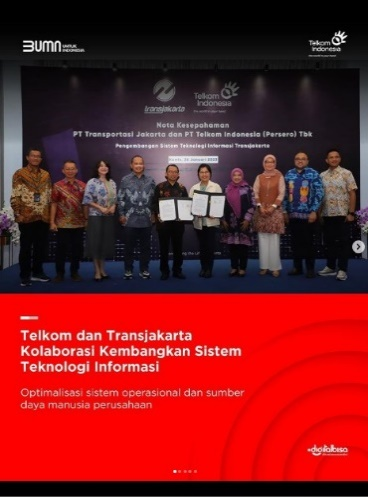 BUMN UNTUK
INDONESIA
Telkom
Indonesia
transjakarta
Telkom
Indonesia
Nota Kesepahaman
PT Transportasi Jakarta dan PT Telkom Indonesia (Persero) Tbk
Pengembangan Sistem Teknologi Informasi Transjakarta
Telkom dan Transjakarta
Kolaborasi Kembangkan Sistem
Teknologi Informasi
Optimalisasi sistem operasional dan sumber
daya manusia perusahaan
#digitalbisa